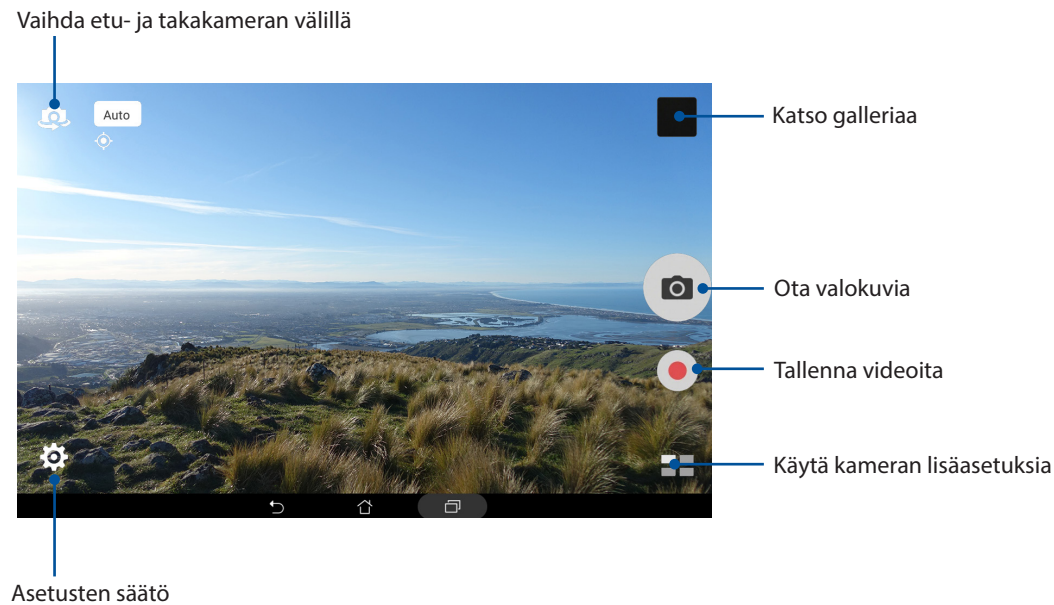 Vaihda etu- ja takakameran välillä
Auto
Katso galleriaa
Ota valokuvia
Tallenna videoita
Käytä kameran lisäasetuksia
Asetusten säätö